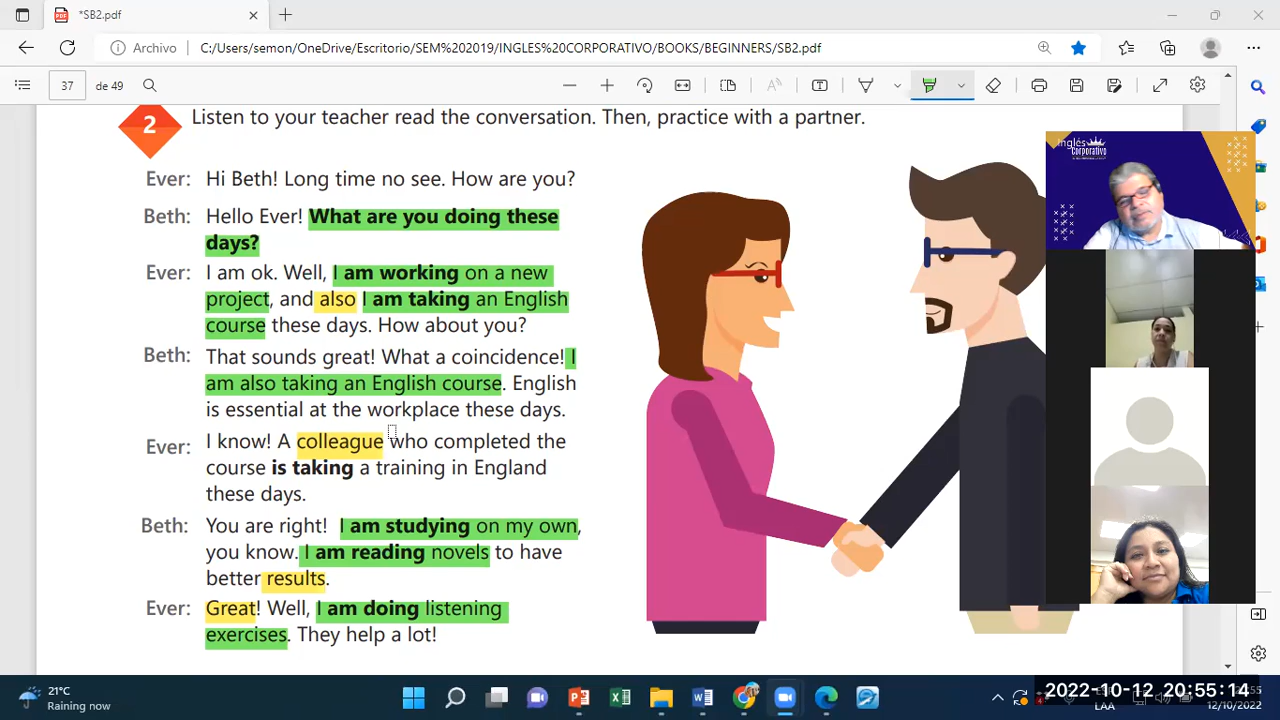 *SB2.pdf
Archivo C:/Users/semon/OneDrive/Escritorio/SEM%202019/INGLES%20CORPORATIVO/BOOKS/BEGINNERS/SB2.pdf
37 de 49
2 Listen to your teacher read the conversation. Then, practice with a partner.
Ever: Hi Beth! Long time no see. How are you?
Beth: Hello Ever! What are you doing these
days?
Ever: I am ok. Well, I am working on a new
project, and also I am taking an English
course these days. How about you?
Beth: That sounds great! What a coincidence! I
am also taking an English course. English
is essential at the workplace these days.
Ever: I know! A colleague who completed the
course is taking a training in England
these days.
Beth: You are right! I am studying on my own,
you know. I am reading novels to have
better results.
Ever: Great! Well, I am doing listening
exercises. They help a lot!
Inglés
Corporativo
21°C
Raining now
LAA
2022-10-12 20:55:14
12/10/2022